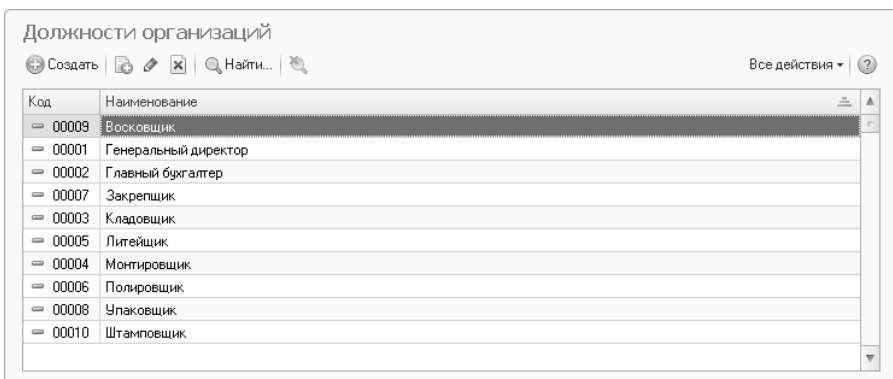 Должности организаций
Создать Найти... Все действия ?
Код Наименование
00009 Восковщик
00001 Генеральный директор
00002 Главный бухгалтер
00007 Закрепщик
00003 Кладовщик
00005 Литейщик
00004 Монтировщик
00006 Полировщик
00008 Упаковщик
00010 Штамповщик